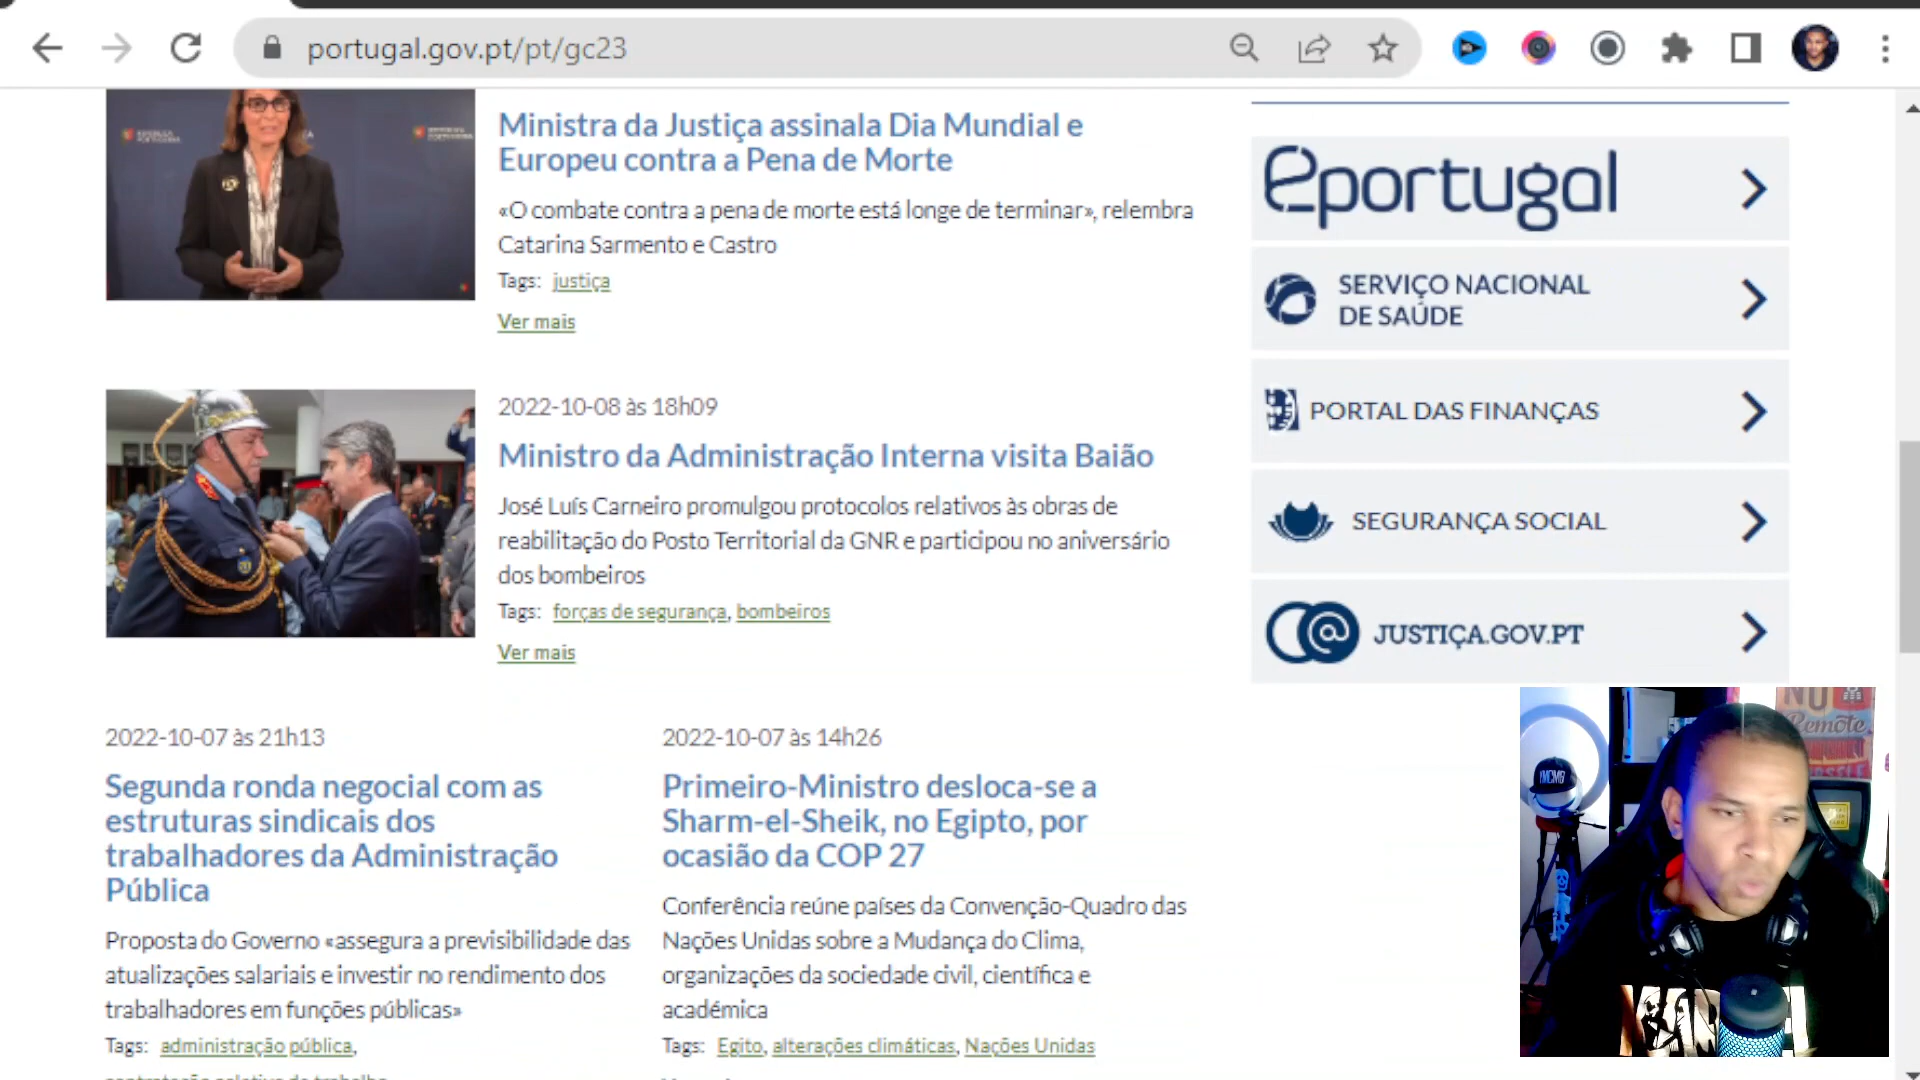 portugal.gov.pt/pt/gc23
Ministra da Justiça assinala Dia Mundial e
Europeu contra a Pena de Morte
«O combate contra a pena de morte está longe de terminar», relembra
Catarina Sarmento e Castro
Tags: justiça
Ver mais
2022-10-08 às 18h09
Ministro da Administração Interna visita Baião
José Luís Carneiro promulgou protocolos relativos às obras de
reabilitação do Posto Territorial da GNR e participou no aniversário
dos bombeiros
Tags: forças de segurança, bombeiros
Ver mais
2022-10-07 às 21h13
Segunda ronda negocial com as
estruturas sindicais dos
trabalhadores da Administração
Pública
Proposta do Governo «assegura a previsibilidade das
atualizações salariais e investir no rendimento dos
trabalhadores em funções públicas»
Tags: administração pública,
2022-10-07 às 14h26
Primeiro-Ministro desloca-se a
Sharm-el-Sheik, no Egipto, por
ocasião da COP 27
Conferência reúne países da Convenção-Quadro das
Nações Unidas sobre a Mudança do Clima,
organizações da sociedade civil, científica e
académica
Tags: Egito, alterações climáticas, Nações Unidas
eportugal
SERVIÇO NACIONAL
DE SAÚDE
PORTAL DAS FINANÇAS
SEGURANÇA SOCIAL
JUSTIÇA.GOV.PT
YMCMB
NO
Remote